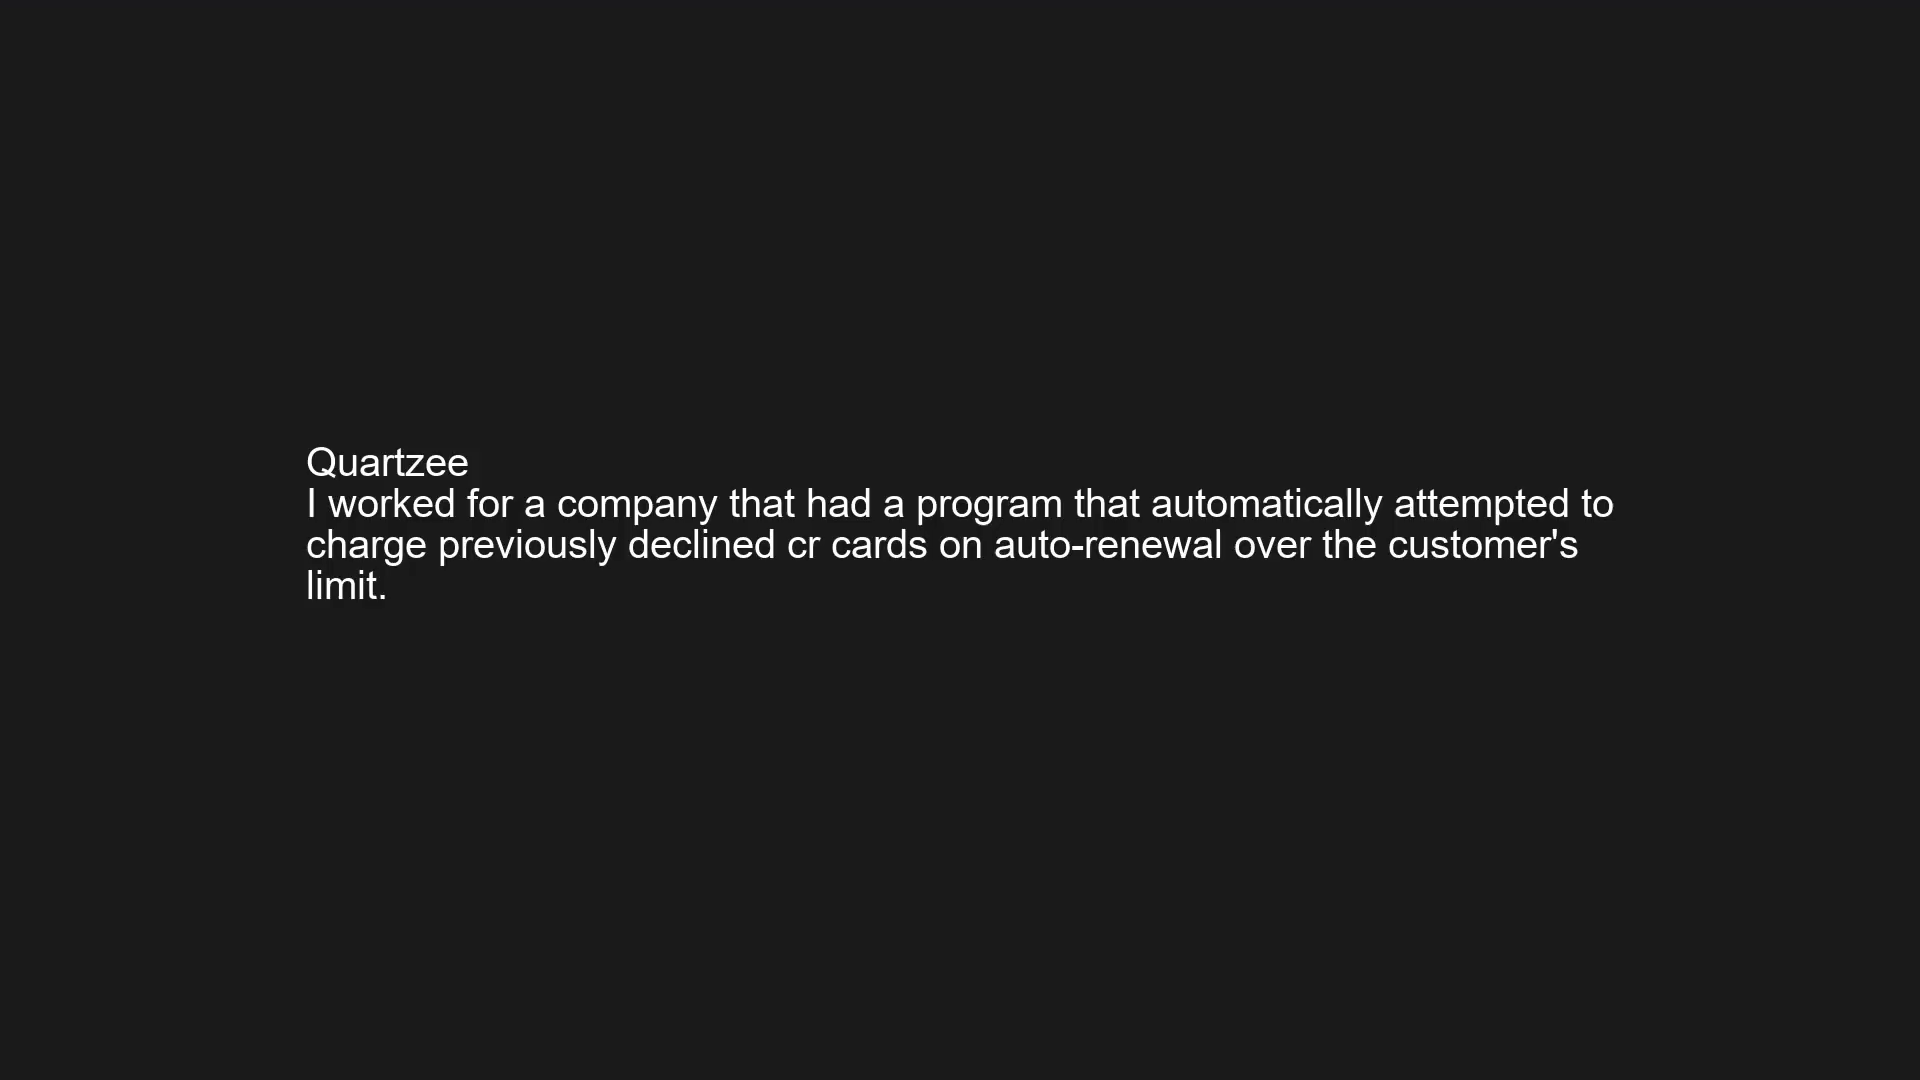 Quartzee
I worked for a company that had a program that automatically attempted to
charge previously declined cr cards on auto-renewal over the customer's
limit.